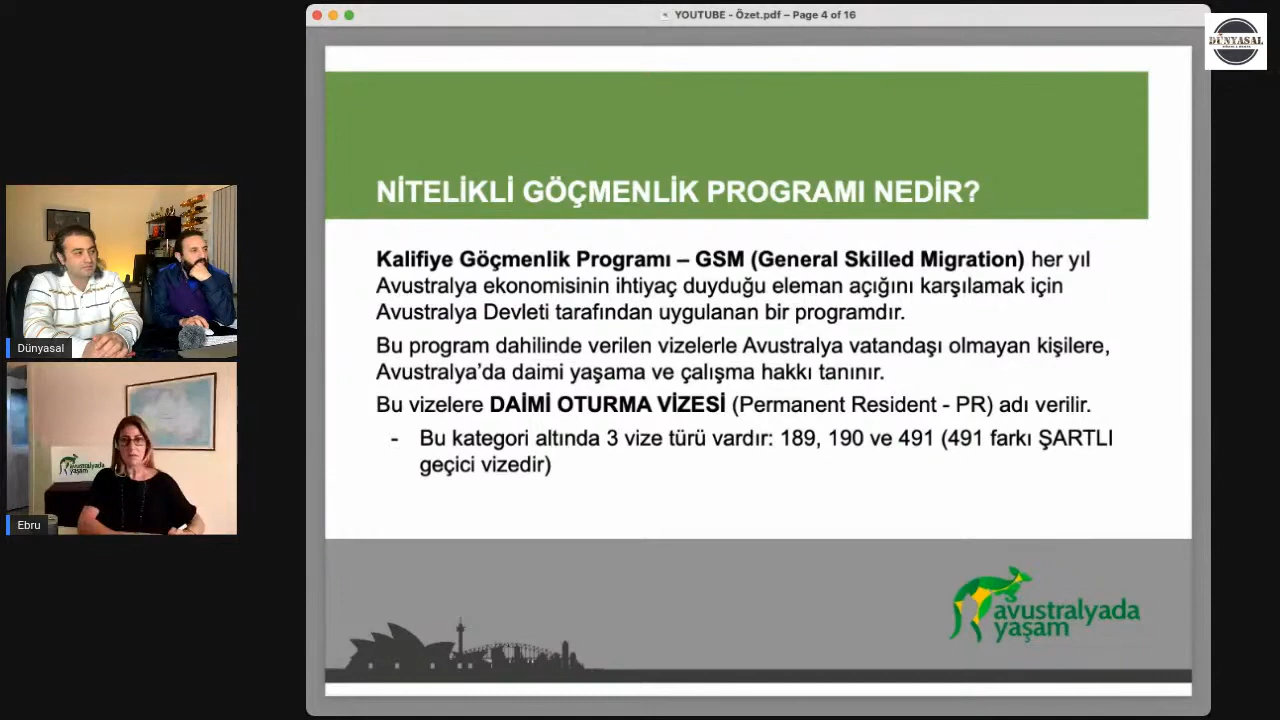 YOUTUBE - Özet.pdf – Page 4 of 16
DÜNYASAL
NİTELİKLİ GÖÇMENLİK PROGRAMI NEDİR?
Kalifiye Göçmenlik Programı – GSM (General Skilled Migration) her yıl
Avustralya ekonomisinin ihtiyaç duyduğu eleman açığını karşılamak için
Avustralya Devleti tarafından uygulanan bir programdır.
Bu program dahilinde verilen vizelerle Avustralya vatandaşı olmayan kişilere,
Avustralya’da daimi yaşama ve çalışma hakkı tanınır.
Bu vizelere DAİMİ OTURMA VİZESİ (Permanent Resident - PR) adı verilir.
- Bu kategori altında 3 vize türü vardır: 189, 190 ve 491 (491 farkı ŞARTLI
geçici vizedir)
avustralyada
yaşam
Dünyasal
avustralyada
yaşam
Ebru